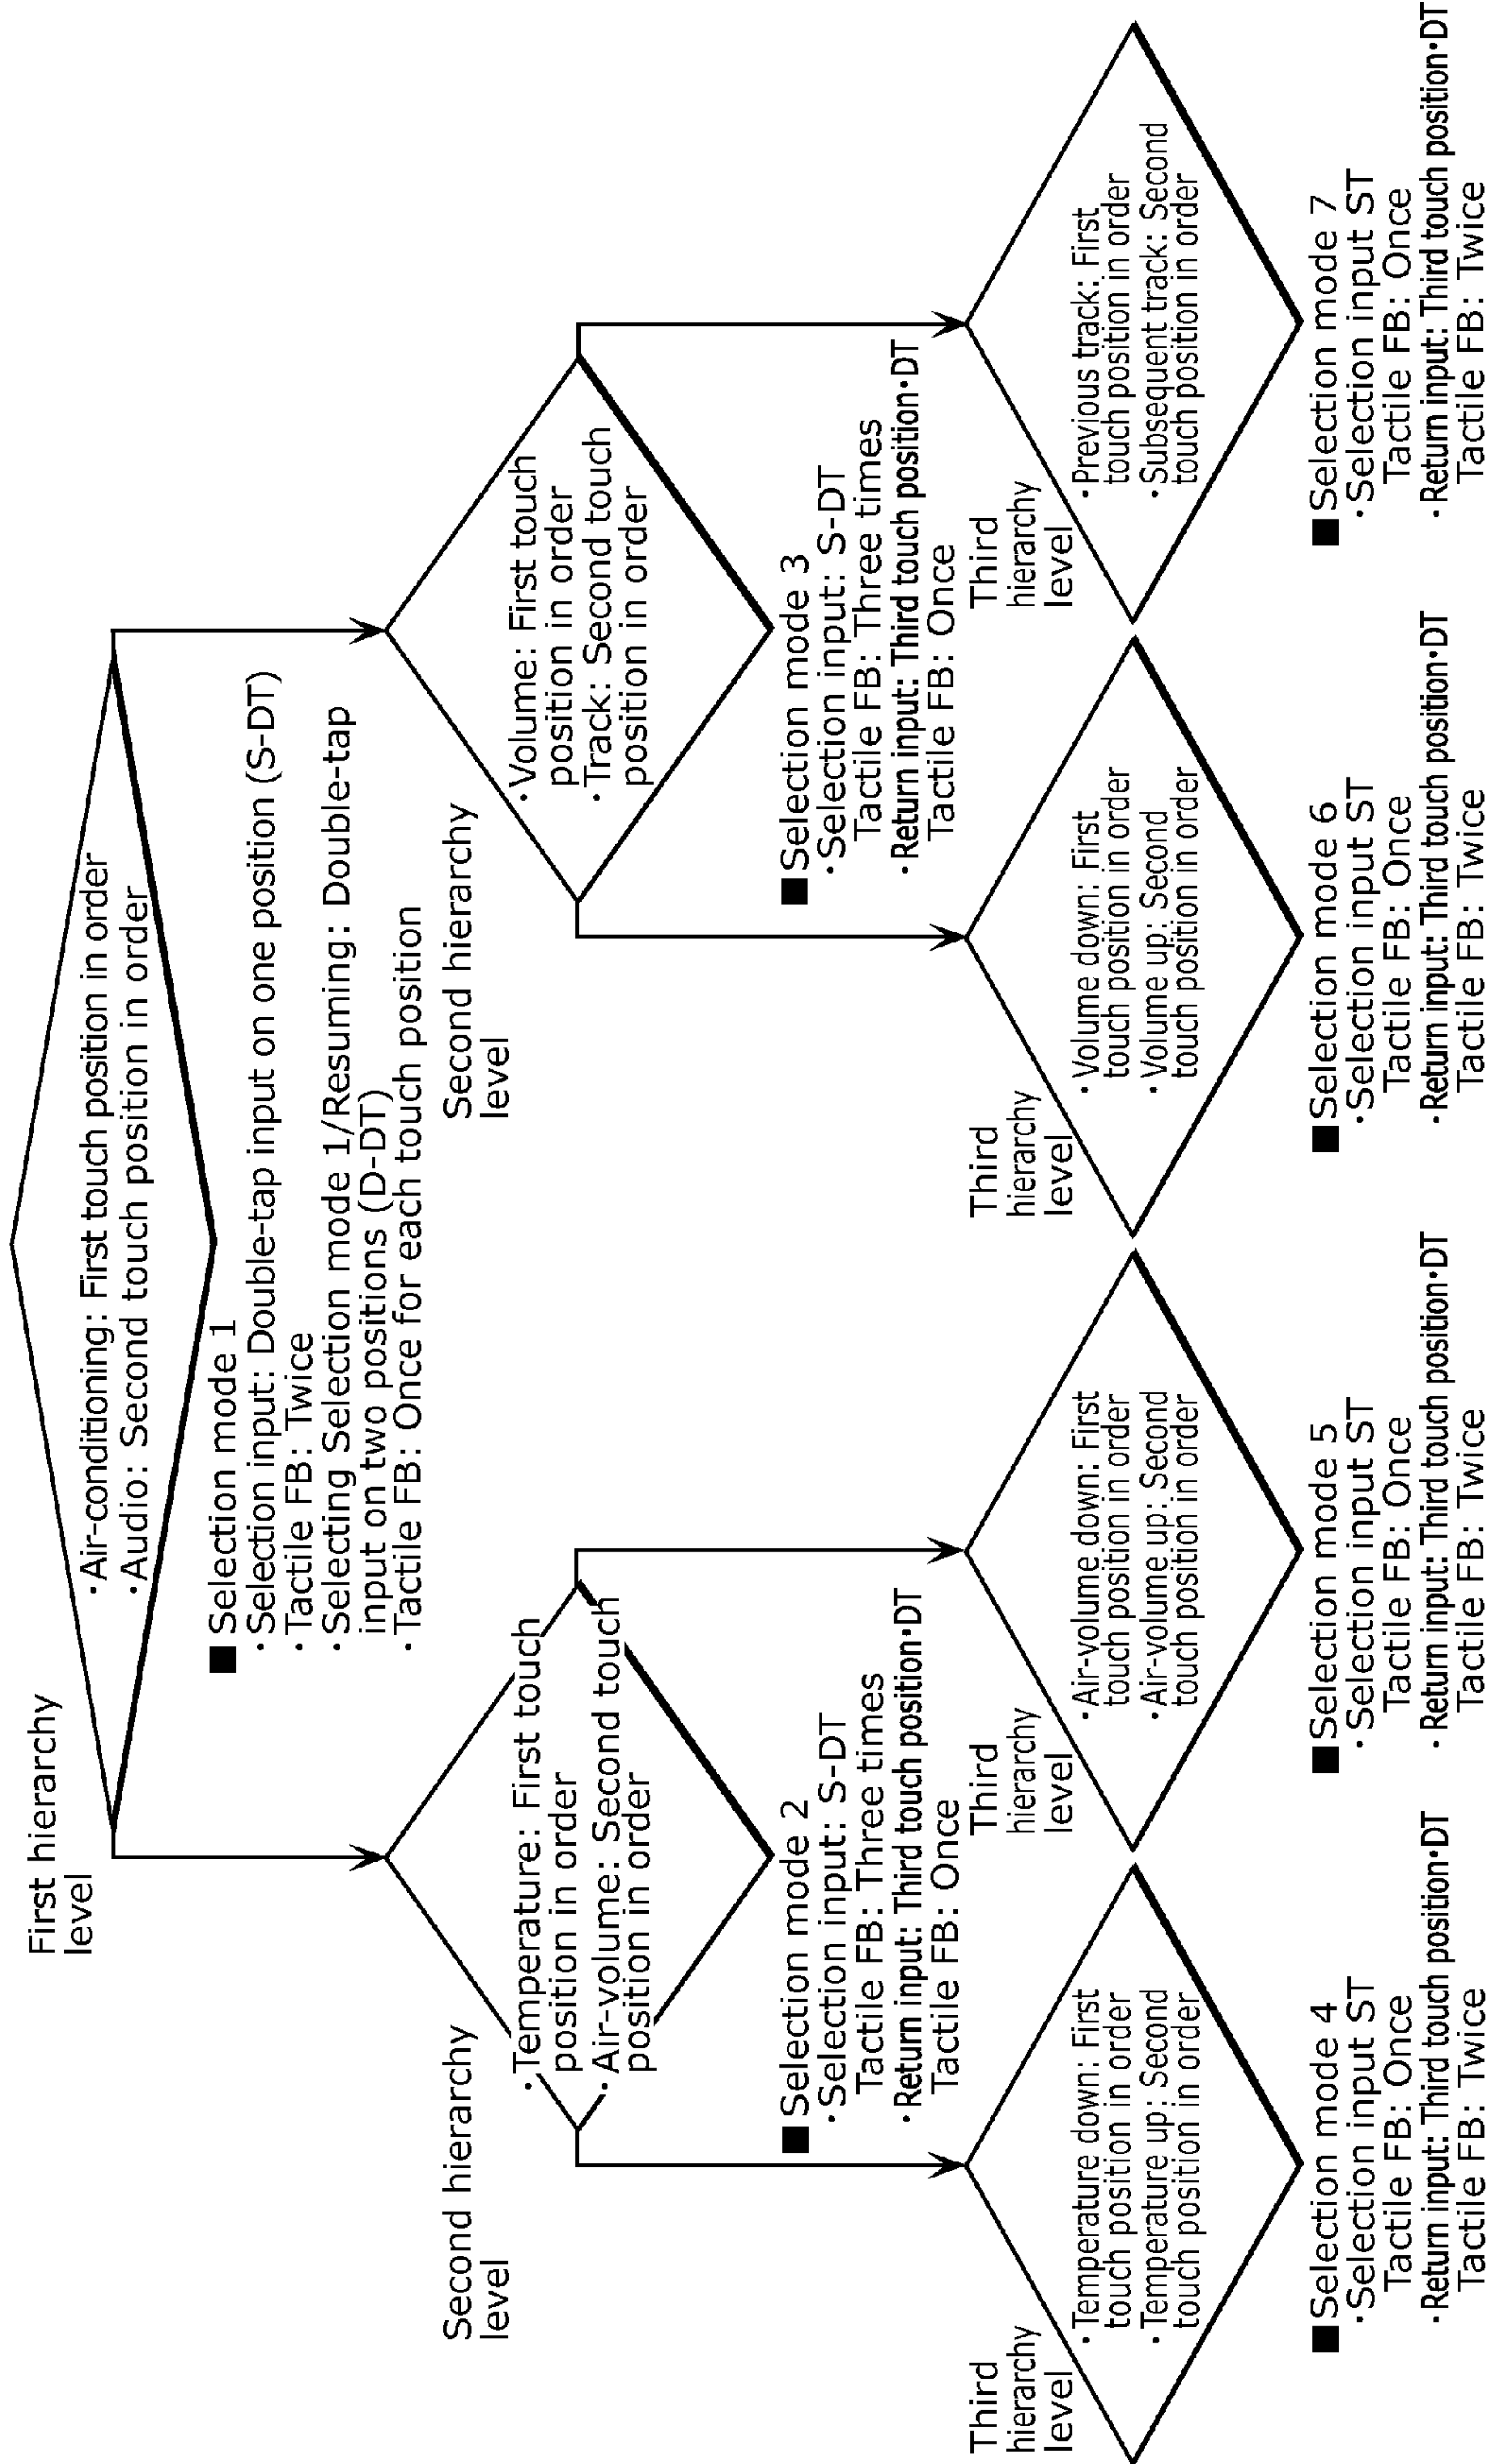 First hierarchy
level
・Air-conditioning: First touch position in order
・Audio: Second touch position in order
■Selection mode 1
・Selection input: Double-tap input on one position (S-DT)
・Tactile FB: Twice
・Selecting Selection mode 1/Resuming: Double-tap
input on two positions (D-DT)
・Tactile FB: Once for each touch position
Second hierarchy
level
・Temperature: First touch
position in order
・Air-volume: Second touch
position in order
■Selection mode 2
・Selection input: S-DT
Tactile FB: Three times
・Return input: Third touch position・DT
Tactile FB: Once
Second hierarchy
level
・Volume: First touch
position in order
・Track: Second touch
position in order
■Selection mode 3
・Selection input: S-DT
Tactile FB: Three times
・Return input: Third touch position・DT
Tactile FB: Once
Third
hierarchy
level
・Temperature down: First
touch position in order
・Temperature up: Second
touch position in order
■Selection mode 4
・Selection input ST
Tactile FB: Once
・Return input: Third touch position・DT
Tactile FB: Twice
Third
hierarchy
level
・Air-volume down: First
touch position in order
・Air-volume up: Second
touch position in order
■Selection mode 5
・Selection input ST
Tactile FB: Once
・Return input: Third touch position・DT
Tactile FB: Twice
Third
hierarchy
level
・Volume down: First
touch position in order
・Volume up: Second
touch position in order
■Selection mode 6
・Selection input ST
Tactile FB: Once
・Return input: Third touch position・DT
Tactile FB: Twice
Third
hierarchy
level
・Previous track: First
touch position in order
・Subsequent track: Second
touch position in order
■Selection mode 7
・Selection input ST
Tactile FB: Once
・Return input: Third touch position・DT
Tactile FB: Twice